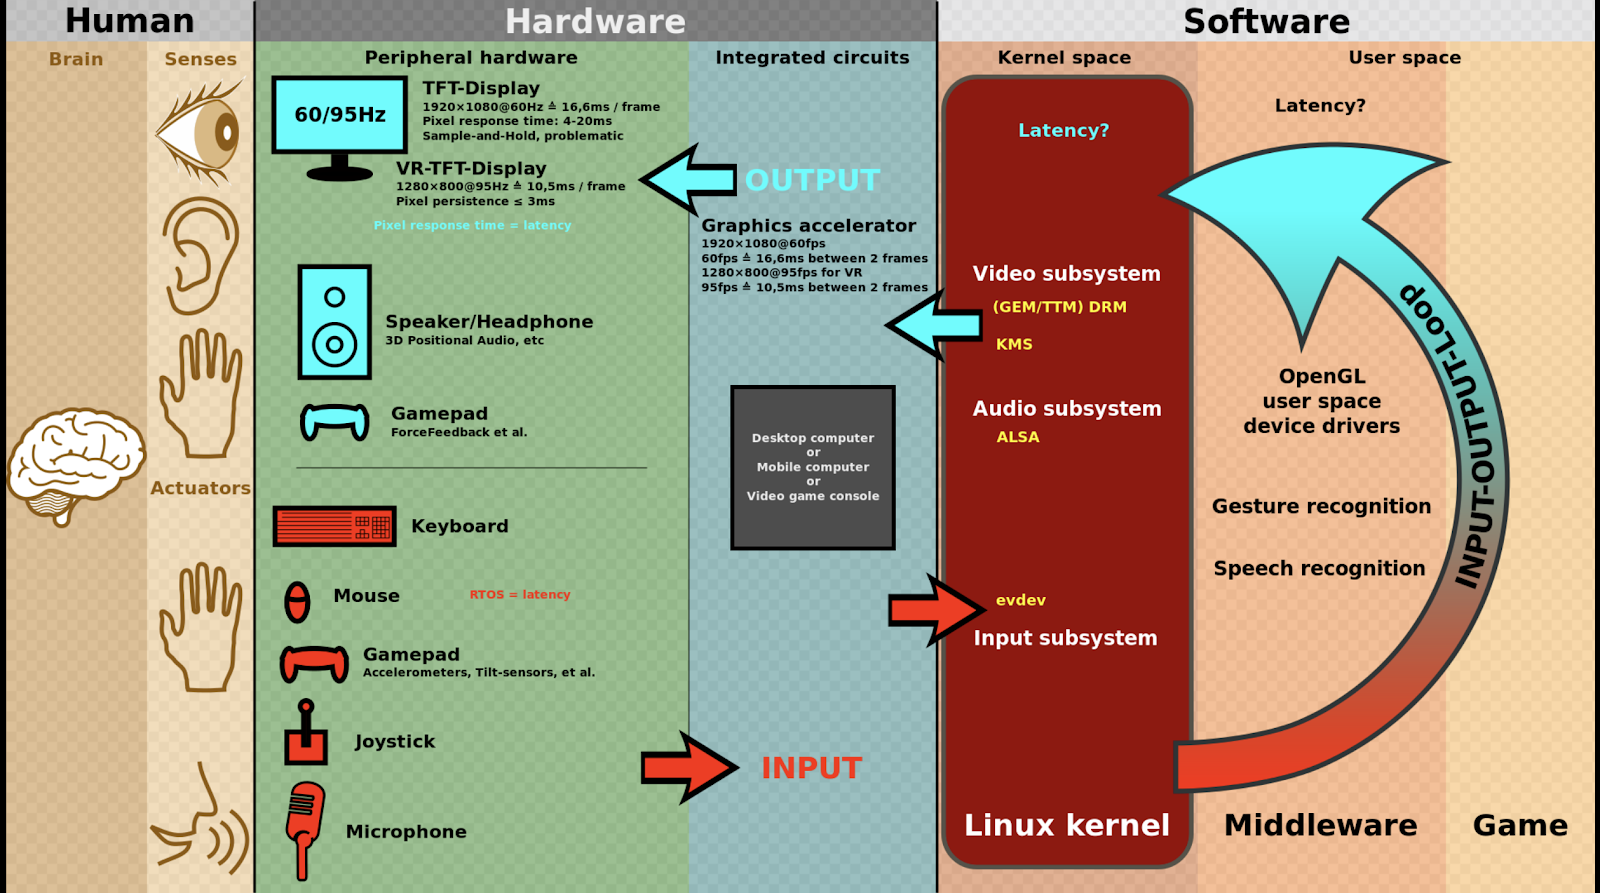 Human
Hardware
Software
Brain
Senses
Peripheral hardware
Integrated circuits
Kernel space
User space
60/95Hz
TFT-Display
1920×1080@60Hz ≙ 16,6ms / frame
Pixel response time: 4-20ms
Sample-and-Hold, problematic
VR-TFT-Display
1280×800@95Hz ≙ 10,5ms / frame
Pixel persistence ≤ 3ms
Pixel response time = latency
Speaker/Headphone
3D Positional Audio, etc
Gamepad
ForceFeedback et al.
Actuators
Keyboard
Mouse
RTOS = latency
Gamepad
Accelerometers, Tilt-sensors, et al.
Joystick
Microphone
OUTPUT
Graphics accelerator
1920×1080@60fps
60fps ≙ 16,6ms between 2 frames
1280×800@95fps for VR
95fps ≙ 10,5ms between 2 frames
Desktop computer
or
Mobile computer
or
Video game console
INPUT
Latency?
Video subsystem
(GEM/TTM) DRM
KMS
Audio subsystem
ALSA
evdev
Input subsystem
Linux kernel
Latency?
OpenGL
user space
device drivers
Gesture recognition
Speech recognition
Middleware
INPUT-OUTPUT-Loop
Game